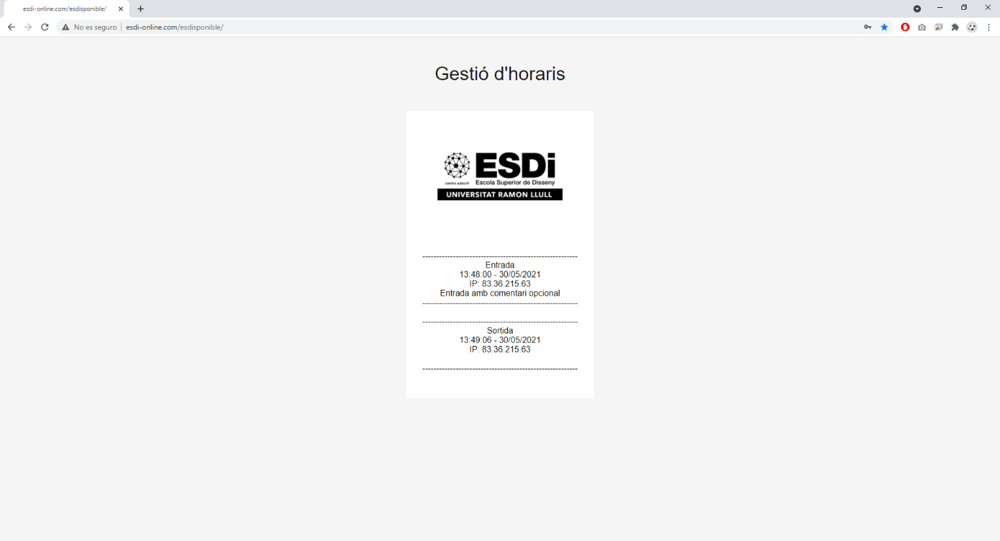 esdi-online.com/esdisponible/
No es seguro
esdi-online.com/esdisponible/
Gestió d'horaris
ESDi
centre adscrit
Escola Superior de Disseny
UNIVERSITAT RAMON LLULL
--------------------------------------------------------
Entrada
13:48:00 - 30/05/2021
IP: 83.36.215.63
Entrada amb comentari opcional
--------------------------------------------------------
--------------------------------------------------------
Sortida
13:49:06 - 30/05/2021
IP: 83.36.215.63
--------------------------------------------------------